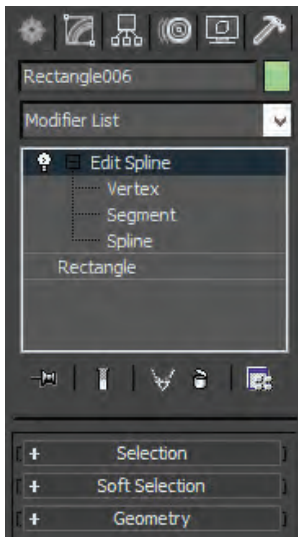 Rectangle006
Modifier List
Edit Spline
Vertex
Segment
Spline
Rectangle
+ Selection
+ Soft Selection
+ Geometry